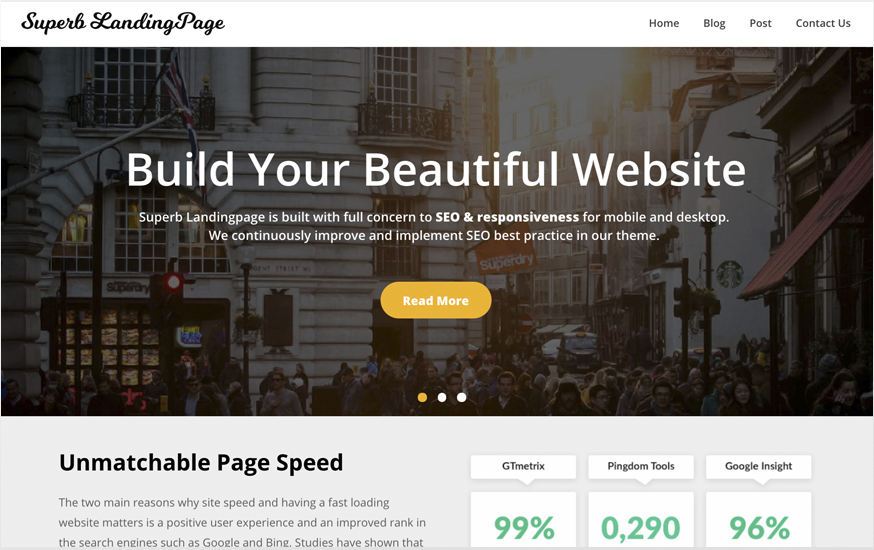 Superb LandingPage
Home Blog Post Contact Us
Build Your Beautiful Website
Superb Landingpage is built with full concern to SEO & responsiveness for mobile and desktop.
We continuously improve and implement SEO best practice in our theme.
Superdry
Superdry
Read More
Unmatchable Page Speed
The two main reasons why site speed and having a fast loading
website matters is a positive user experience and an improved rank in
the search engines such as Google and Bing. Studies have shown that
GTmetrix Pingdom Tools Google Insight
99% 0,290 96%